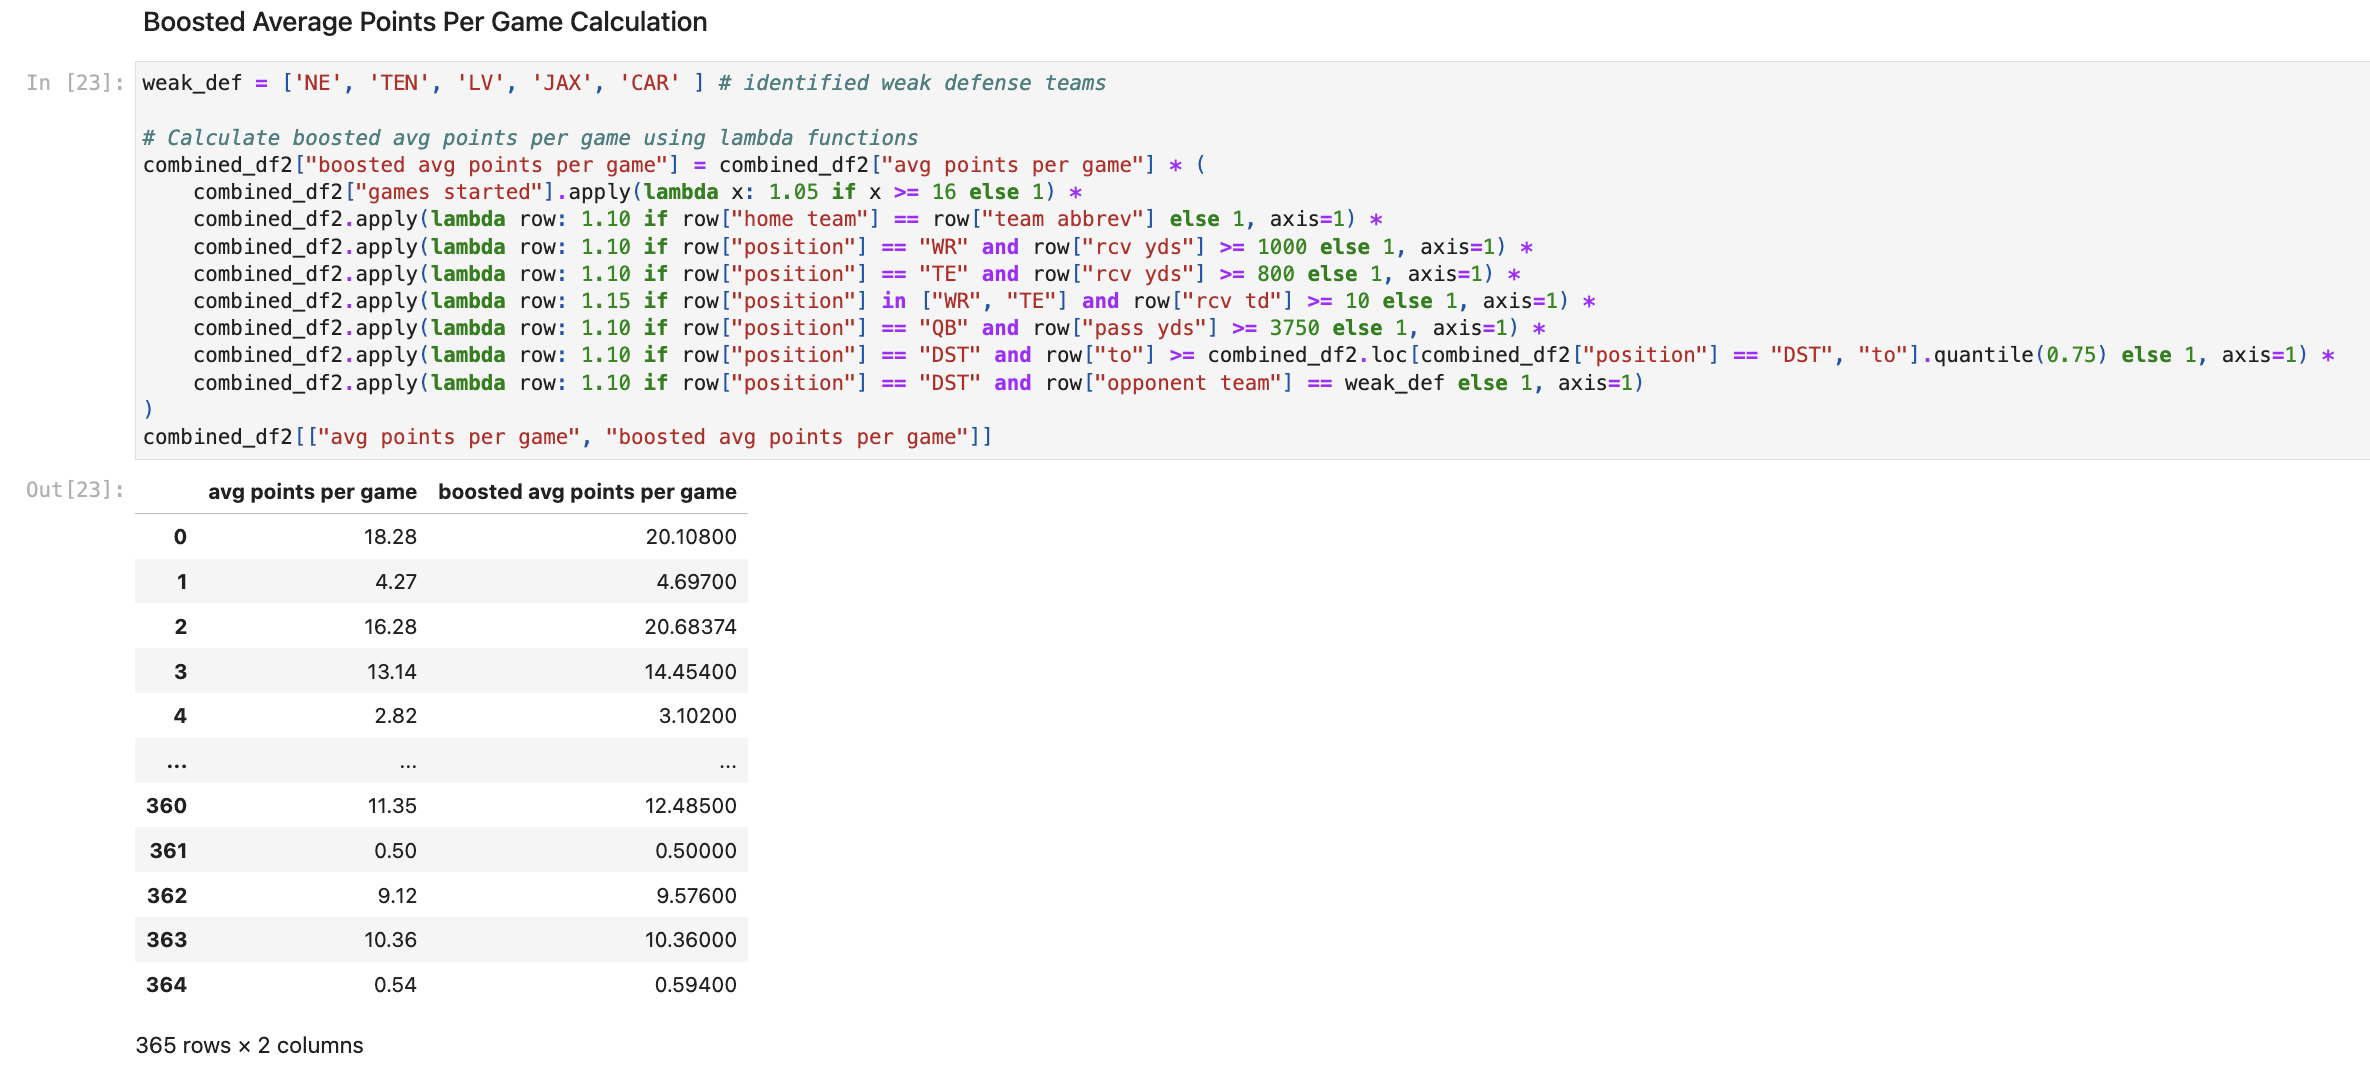 Boosted Average Points Per Game Calculation
In [23]:
weak_def = ['NE', 'TEN', 'LV', 'JAX', 'CAR' ] # identified weak defense teams
# Calculate boosted avg points per game using lambda functions
combined_df2["boosted avg points per game"] = combined_df2["avg points per game"] * (
    combined_df2["games started"].apply(lambda x: 1.05 if x >= 16 else 1) *
    combined_df2.apply(lambda row: 1.10 if row["home team"] == row["team abbrev"] else 1, axis=1) *
    combined_df2.apply(lambda row: 1.10 if row["position"] == "WR" and row["rcv yds"] >= 1000 else 1, axis=1) *
    combined_df2.apply(lambda row: 1.10 if row["position"] == "TE" and row["rcv yds"] >= 800 else 1, axis=1) *
    combined_df2.apply(lambda row: 1.15 if row["position"] in ["WR", "TE"] and row["rcv td"] >= 10 else 1, axis=1) *
    combined_df2.apply(lambda row: 1.10 if row["position"] == "QB" and row["pass yds"] >= 3750 else 1, axis=1) *
    combined_df2.apply(lambda row: 1.10 if row["position"] == "DST" and row["to"] >= combined_df2.loc[combined_df2["position"] == "DST", "to"].quantile(0.75) else 1, axis=1) *
    combined_df2.apply(lambda row: 1.10 if row["position"] == "DST" and row["opponent team"] == weak_def else 1, axis=1)
)
combined_df2[["avg points per game", "boosted avg points per game"]]
Out[23]:
avg points per game boosted avg points per game
0 18.28 20.10800
1 4.27 4.69700
2 16.28 20.68374
3 13.14 14.45400
4 2.82 3.10200
... ... ...
360 11.35 12.48500
361 0.50 0.50000
362 9.12 9.57600
363 10.36 10.36000
364 0.54 0.59400
365 rows × 2 columns